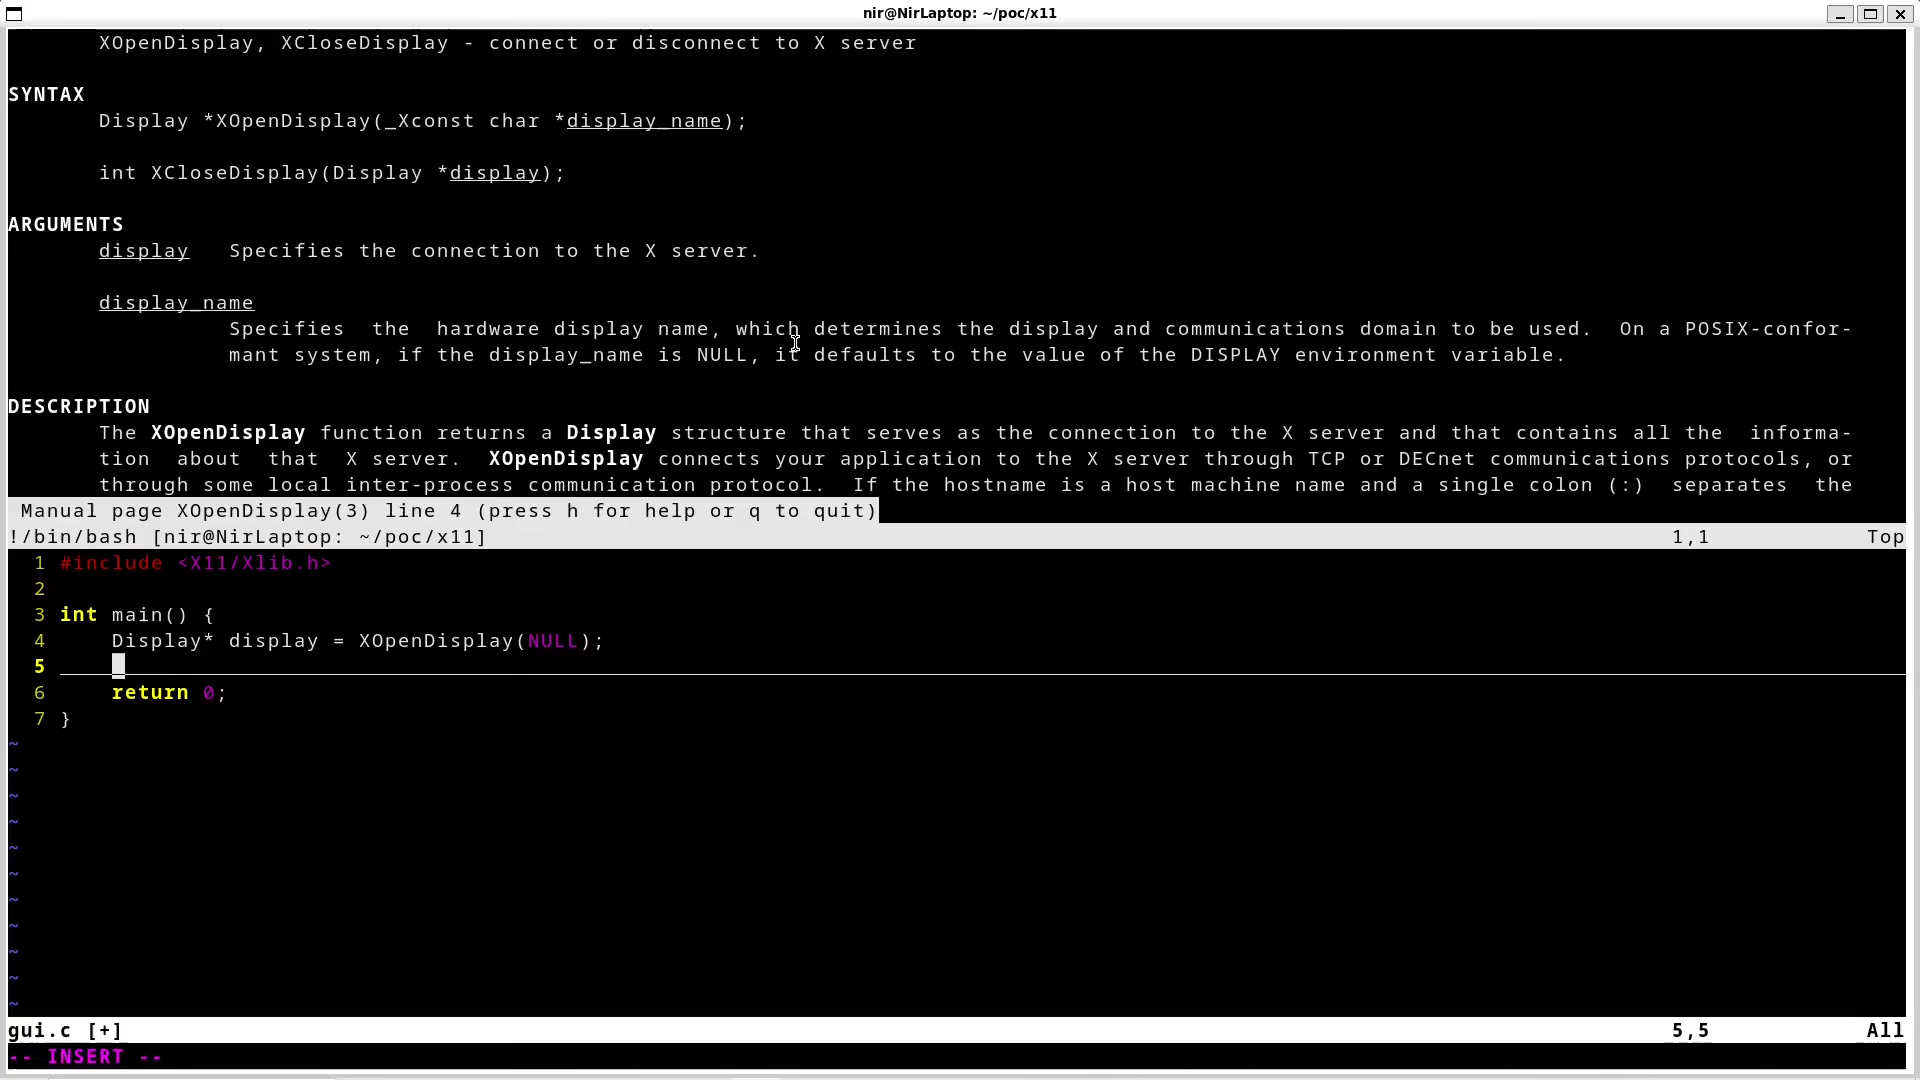 nir@NirLaptop: ~/poc/x11
XOpenDisplay, XCloseDisplay - connect or disconnect to X server
SYNTAX
Display *XOpenDisplay(_Xconst char *display_name);
int XCloseDisplay(Display *display);
ARGUMENTS
display   Specifies the connection to the X server.
display_name
Specifies  the  hardware display name, which determines the display and communications domain to be used.  On a POSIX-confor-
mant system, if the display_name is NULL, it defaults to the value of the DISPLAY environment variable.
DESCRIPTION
The XOpenDisplay function returns a Display structure that serves as the connection to the X server and that contains all the  informa-
tion  about  that  X server.  XOpenDisplay connects your application to the X server through TCP or DECnet communications protocols, or
through some local inter-process communication protocol.  If the hostname is a host machine name and a single colon (:)  separates  the
Manual page XOpenDisplay(3) line 4 (press h for help or q to quit)
!/bin/bash [nir@NirLaptop: ~/poc/x11] 1,1 Top
1 #include <X11/Xlib.h>
2
3 int main() {
4     Display* display = XOpenDisplay(NULL);
5
6     return 0;
7 }
~
~
~
~
~
~
~
~
~
~
~
gui.c [+] 5,5 All
-- INSERT --